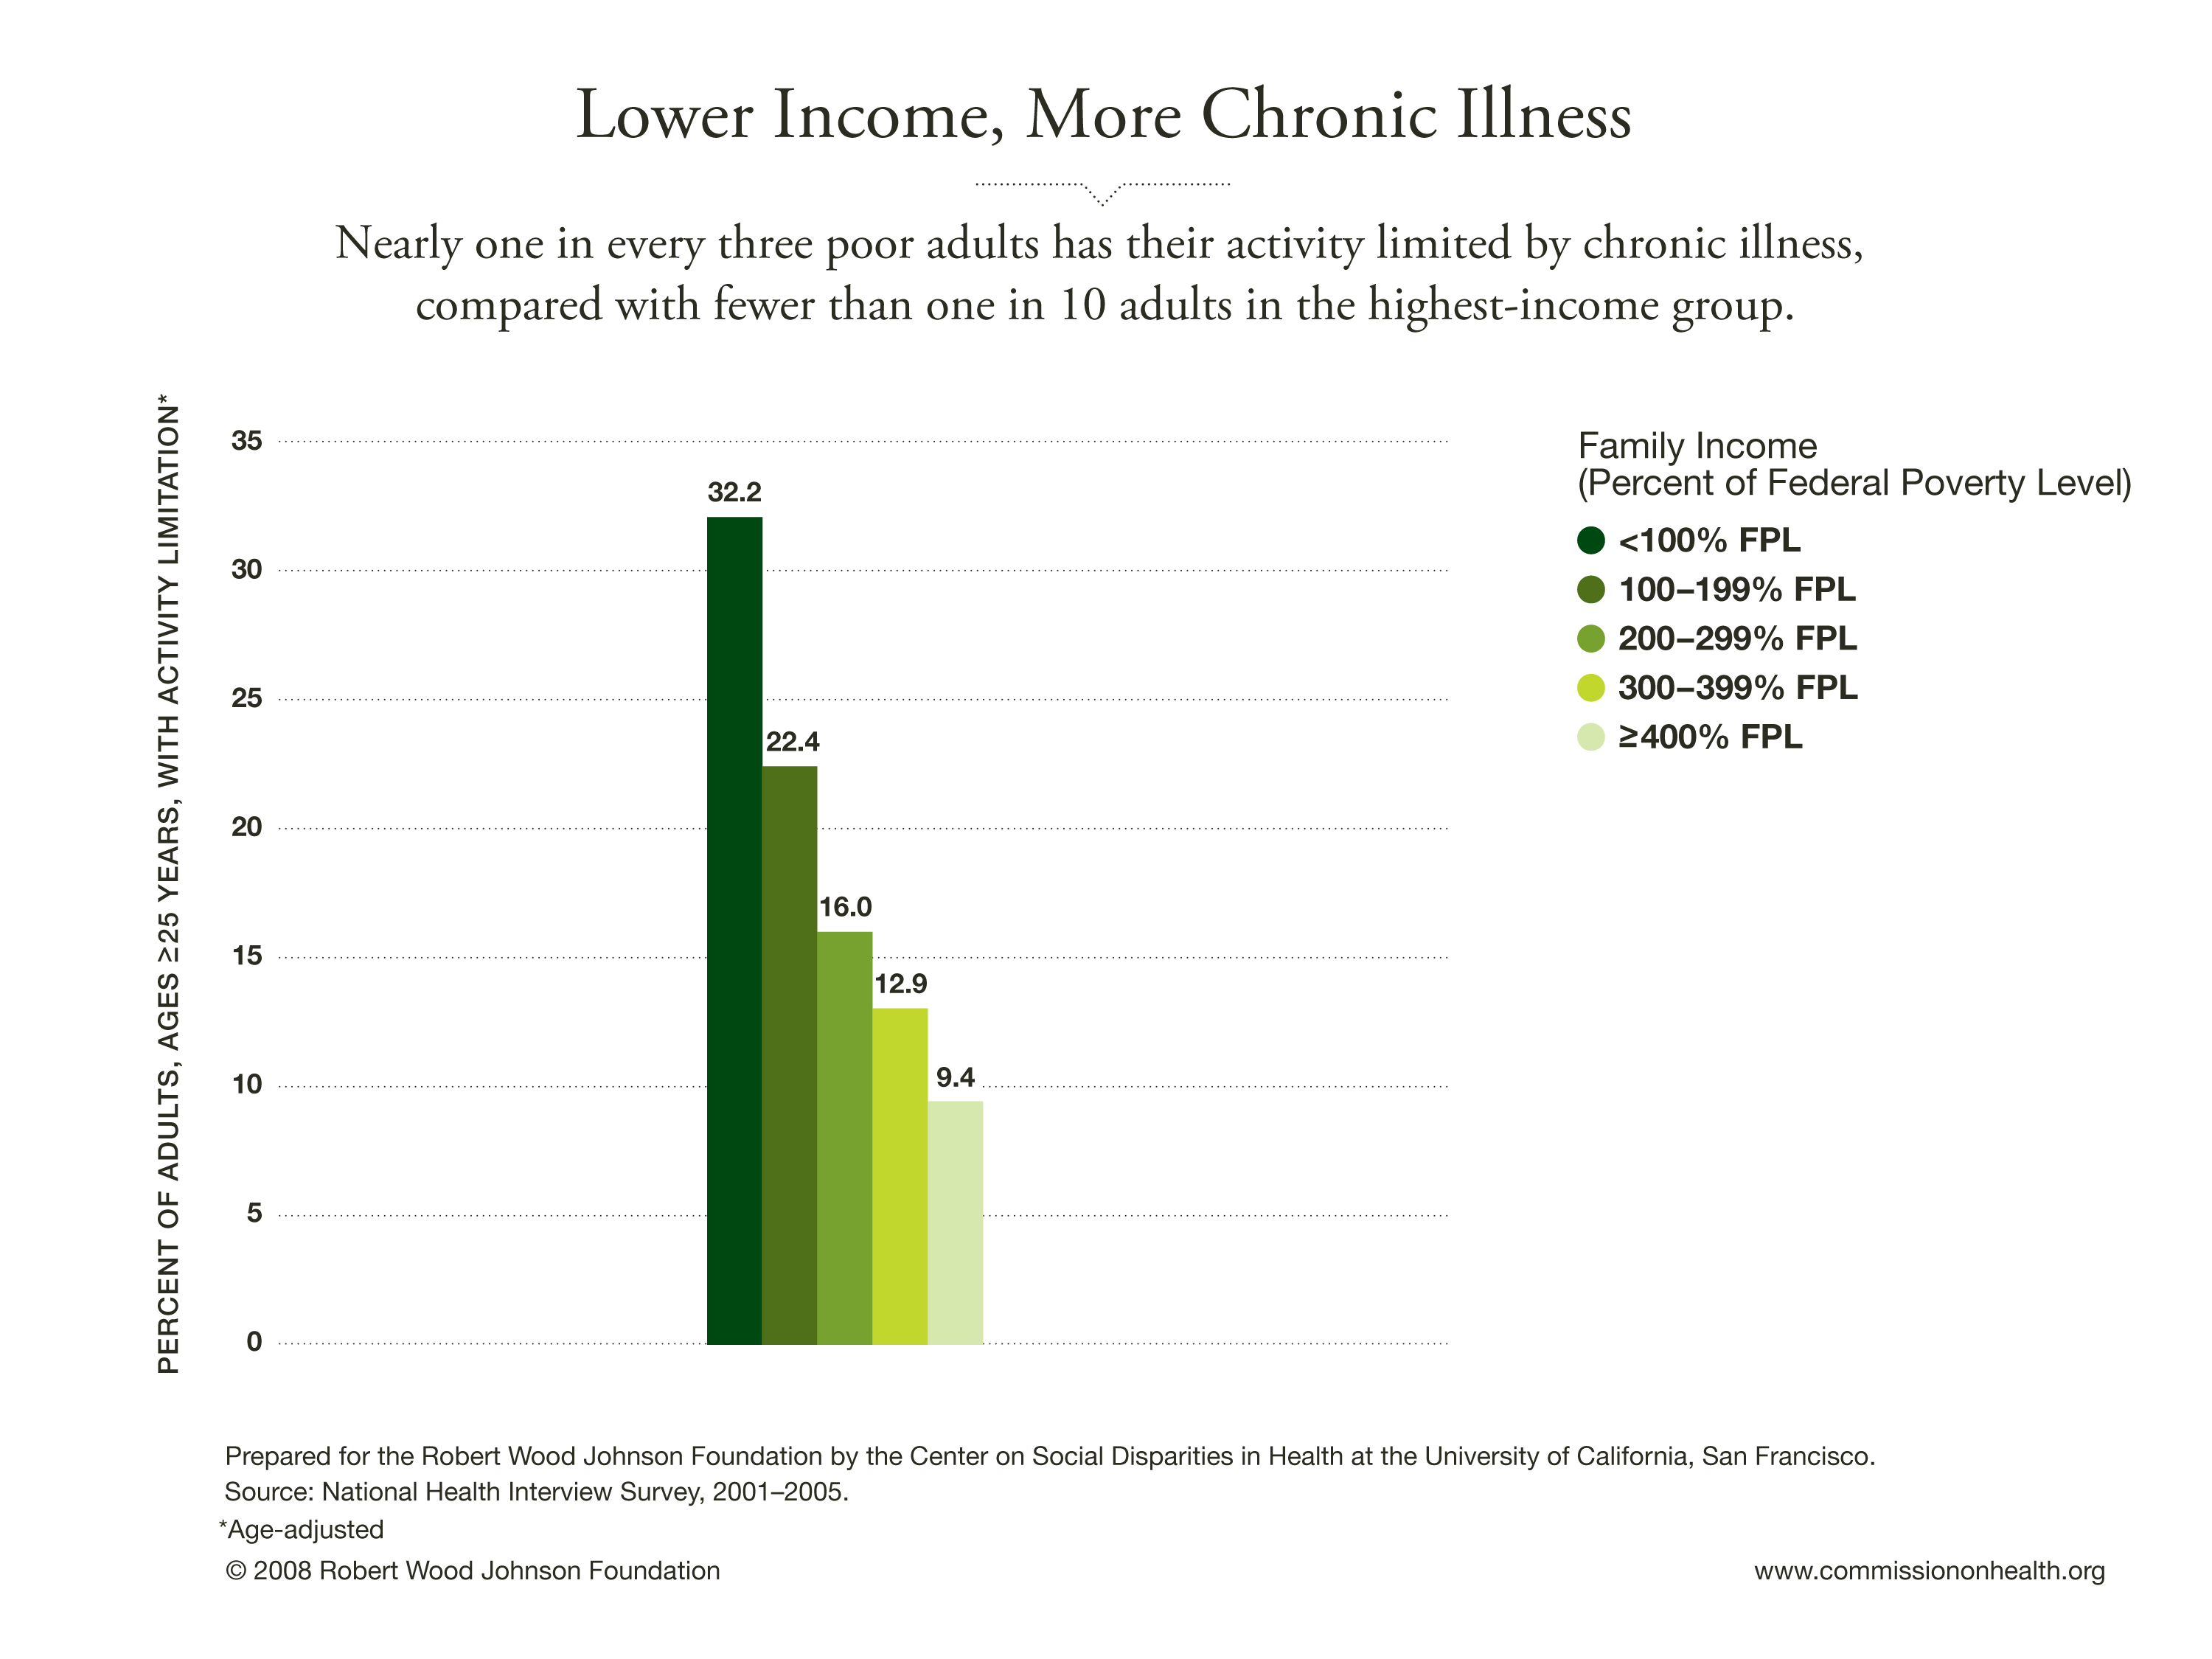 Lower Income, More Chronic Illness
Nearly one in every three poor adults has their activity limited by chronic illness,
compared with fewer than one in 10 adults in the highest-income group.
PERCENT OF ADULTS, AGES ≥25 YEARS, WITH ACTIVITY LIMITATION*
35
30
25
20
15
10
5
0
32.2
22.4
16.0
12.9
9.4
Family Income
(Percent of Federal Poverty Level)
<100% FPL
100–199% FPL
200–299% FPL
300–399% FPL
≥400% FPL
Prepared for the Robert Wood Johnson Foundation by the Center on Social Disparities in Health at the University of California, San Francisco.
Source: National Health Interview Survey, 2001–2005.
*Age-adjusted
© 2008 Robert Wood Johnson Foundation
www.commissiononhealth.org